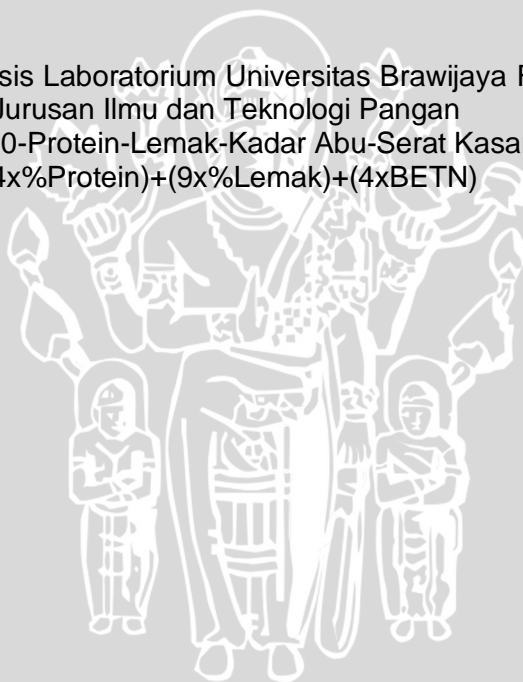 sis Laboratorium Universitas Brawijaya
Jurusan Ilmu dan Teknologi Pangan
0-Protein-Lemak-Kadar Abu-Serat Kasa
4x%Protein)+(9x%Lemak)+(4xBETN)